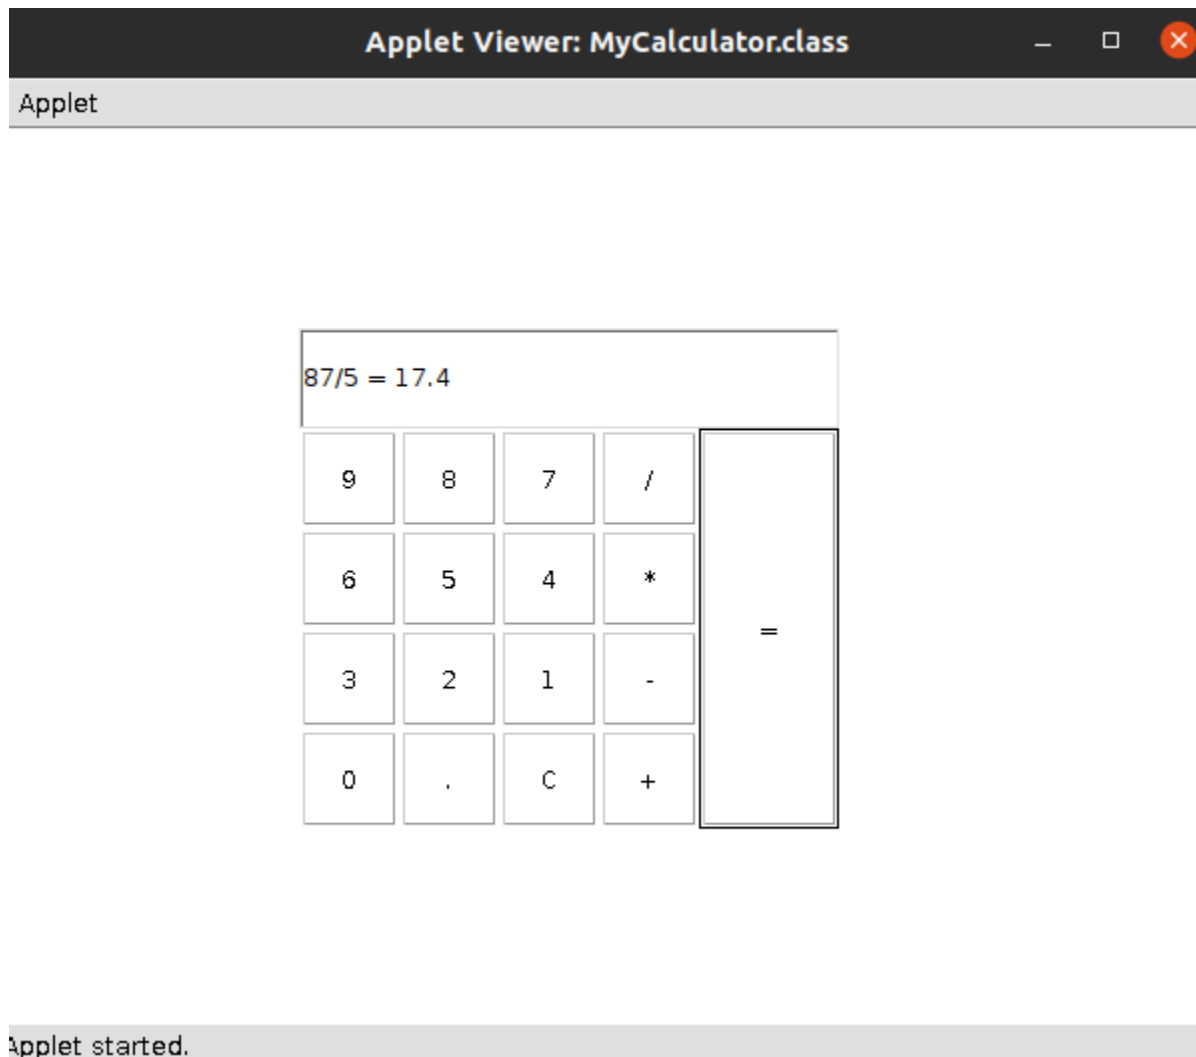 Applet Viewer: MyCalculator.class
Applet
87/5 = 17.4
9 8 7 /
6 5 4 *
=
3 2 1 -
0 . C +
Applet started.